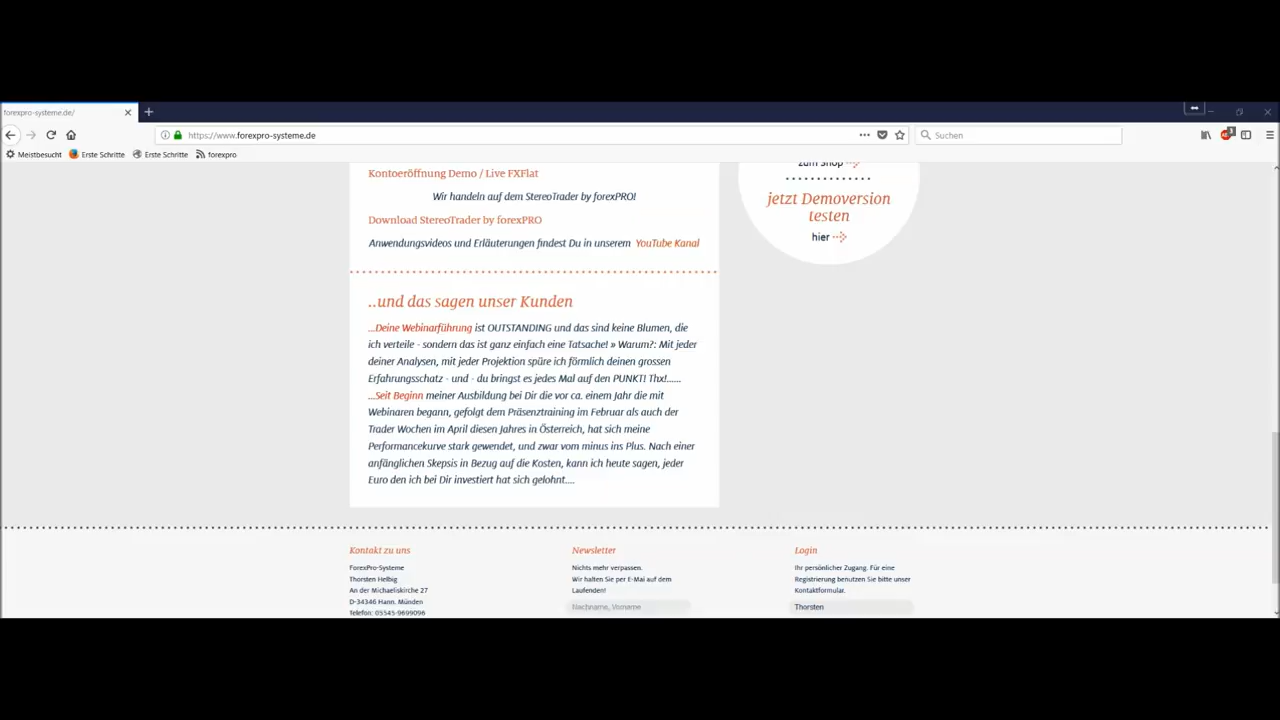 forexpro-systeme.de/
https://www.forexpro-systeme.de
Suchen
Meistbesucht
Erste Schritte
Erste Schritte
forexpro
Kontoeröffnung Demo / Live FXFlat
Wir handeln auf dem StereoTrader by forexPRO!
Download StereoTrader by forexPRO
Anwendungsvideos und Erläuterungen findest Du in unserem YouTube Kanal
zum Shop
jetzt Demoversion
testen
hier
..und das sagen unser Kunden
...Deine Webinarführung ist OUTSTANDING und das sind keine Blumen, die
ich verteile - sondern das ist ganz einfach eine Tatsache! » Warum?: Mit jeder
deiner Analysen, mit jeder Projektion spüre ich förmlich deinen grossen
Erfahrungsschatz - und - du bringst es jedes Mal auf den PUNKT! Thx!......
...Seit Beginn meiner Ausbildung bei Dir die vor ca. einem Jahr die mit
Webinaren begann, gefolgt dem Präsenztraining im Februar als auch der
Trader Wochen im April diesen Jahres in Österreich, hat sich meine
Performancekurve stark gewendet, und zwar vom minus ins Plus. Nach einer
anfänglichen Skepsis in Bezug auf die Kosten, kann ich heute sagen, jeder
Euro den ich bei Dir investiert hat sich gelohnt....
Kontakt zu uns
ForexPro-Systeme
Thorsten Helbig
An der Michaeliskirche 27
D-34346 Hann. Münden
Telefon: 05545-9699096
Newsletter
Nichts mehr verpassen.
Wir halten Sie per E-Mail auf dem
Laufenden!
Nachname, Vorname
Login
Ihr persönlicher Zugang. Für eine
Registrierung benutzen Sie bitte unser
Kontaktformular.
Thorsten